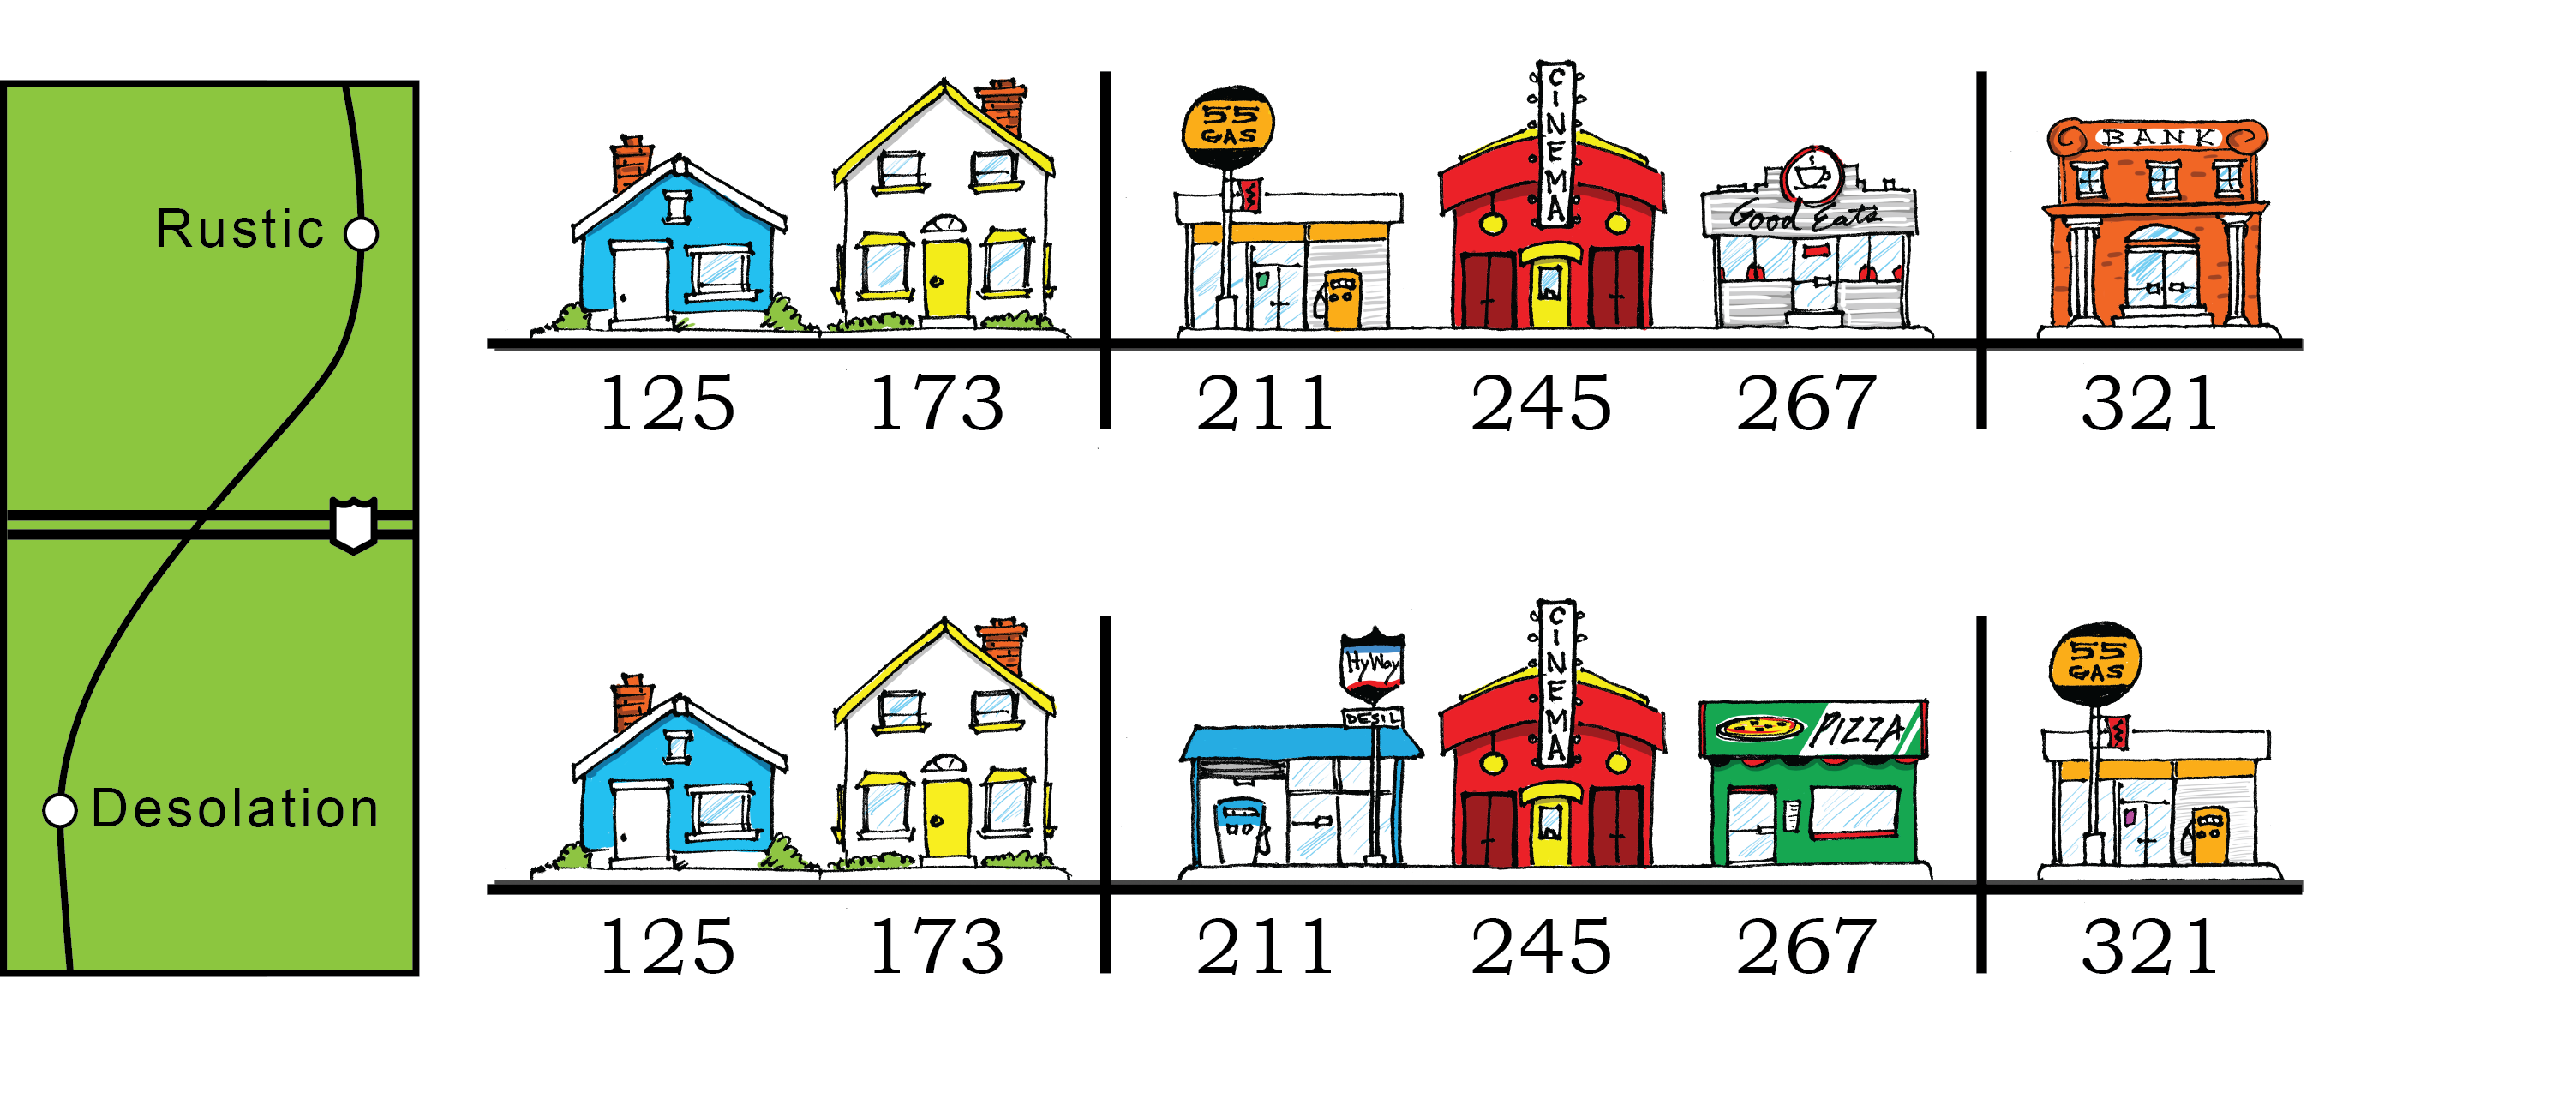 Rustic
Desolation
55
GAS
CINEMA
Good Eats
BANK
125 173 211 245 267 321
HyWay
DESIL
CINEMA
PIZZA
55
GAS
125 173 211 245 267 321